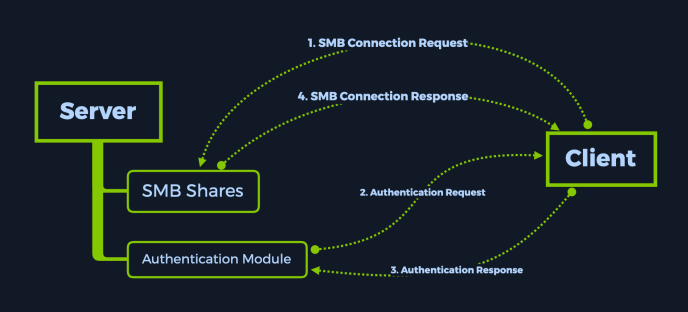 1. SMB Connection Request
4. SMB Connection Response
Server
Client
SMB Shares
2. Authentication Request
Authentication Module
3. Authentication Response